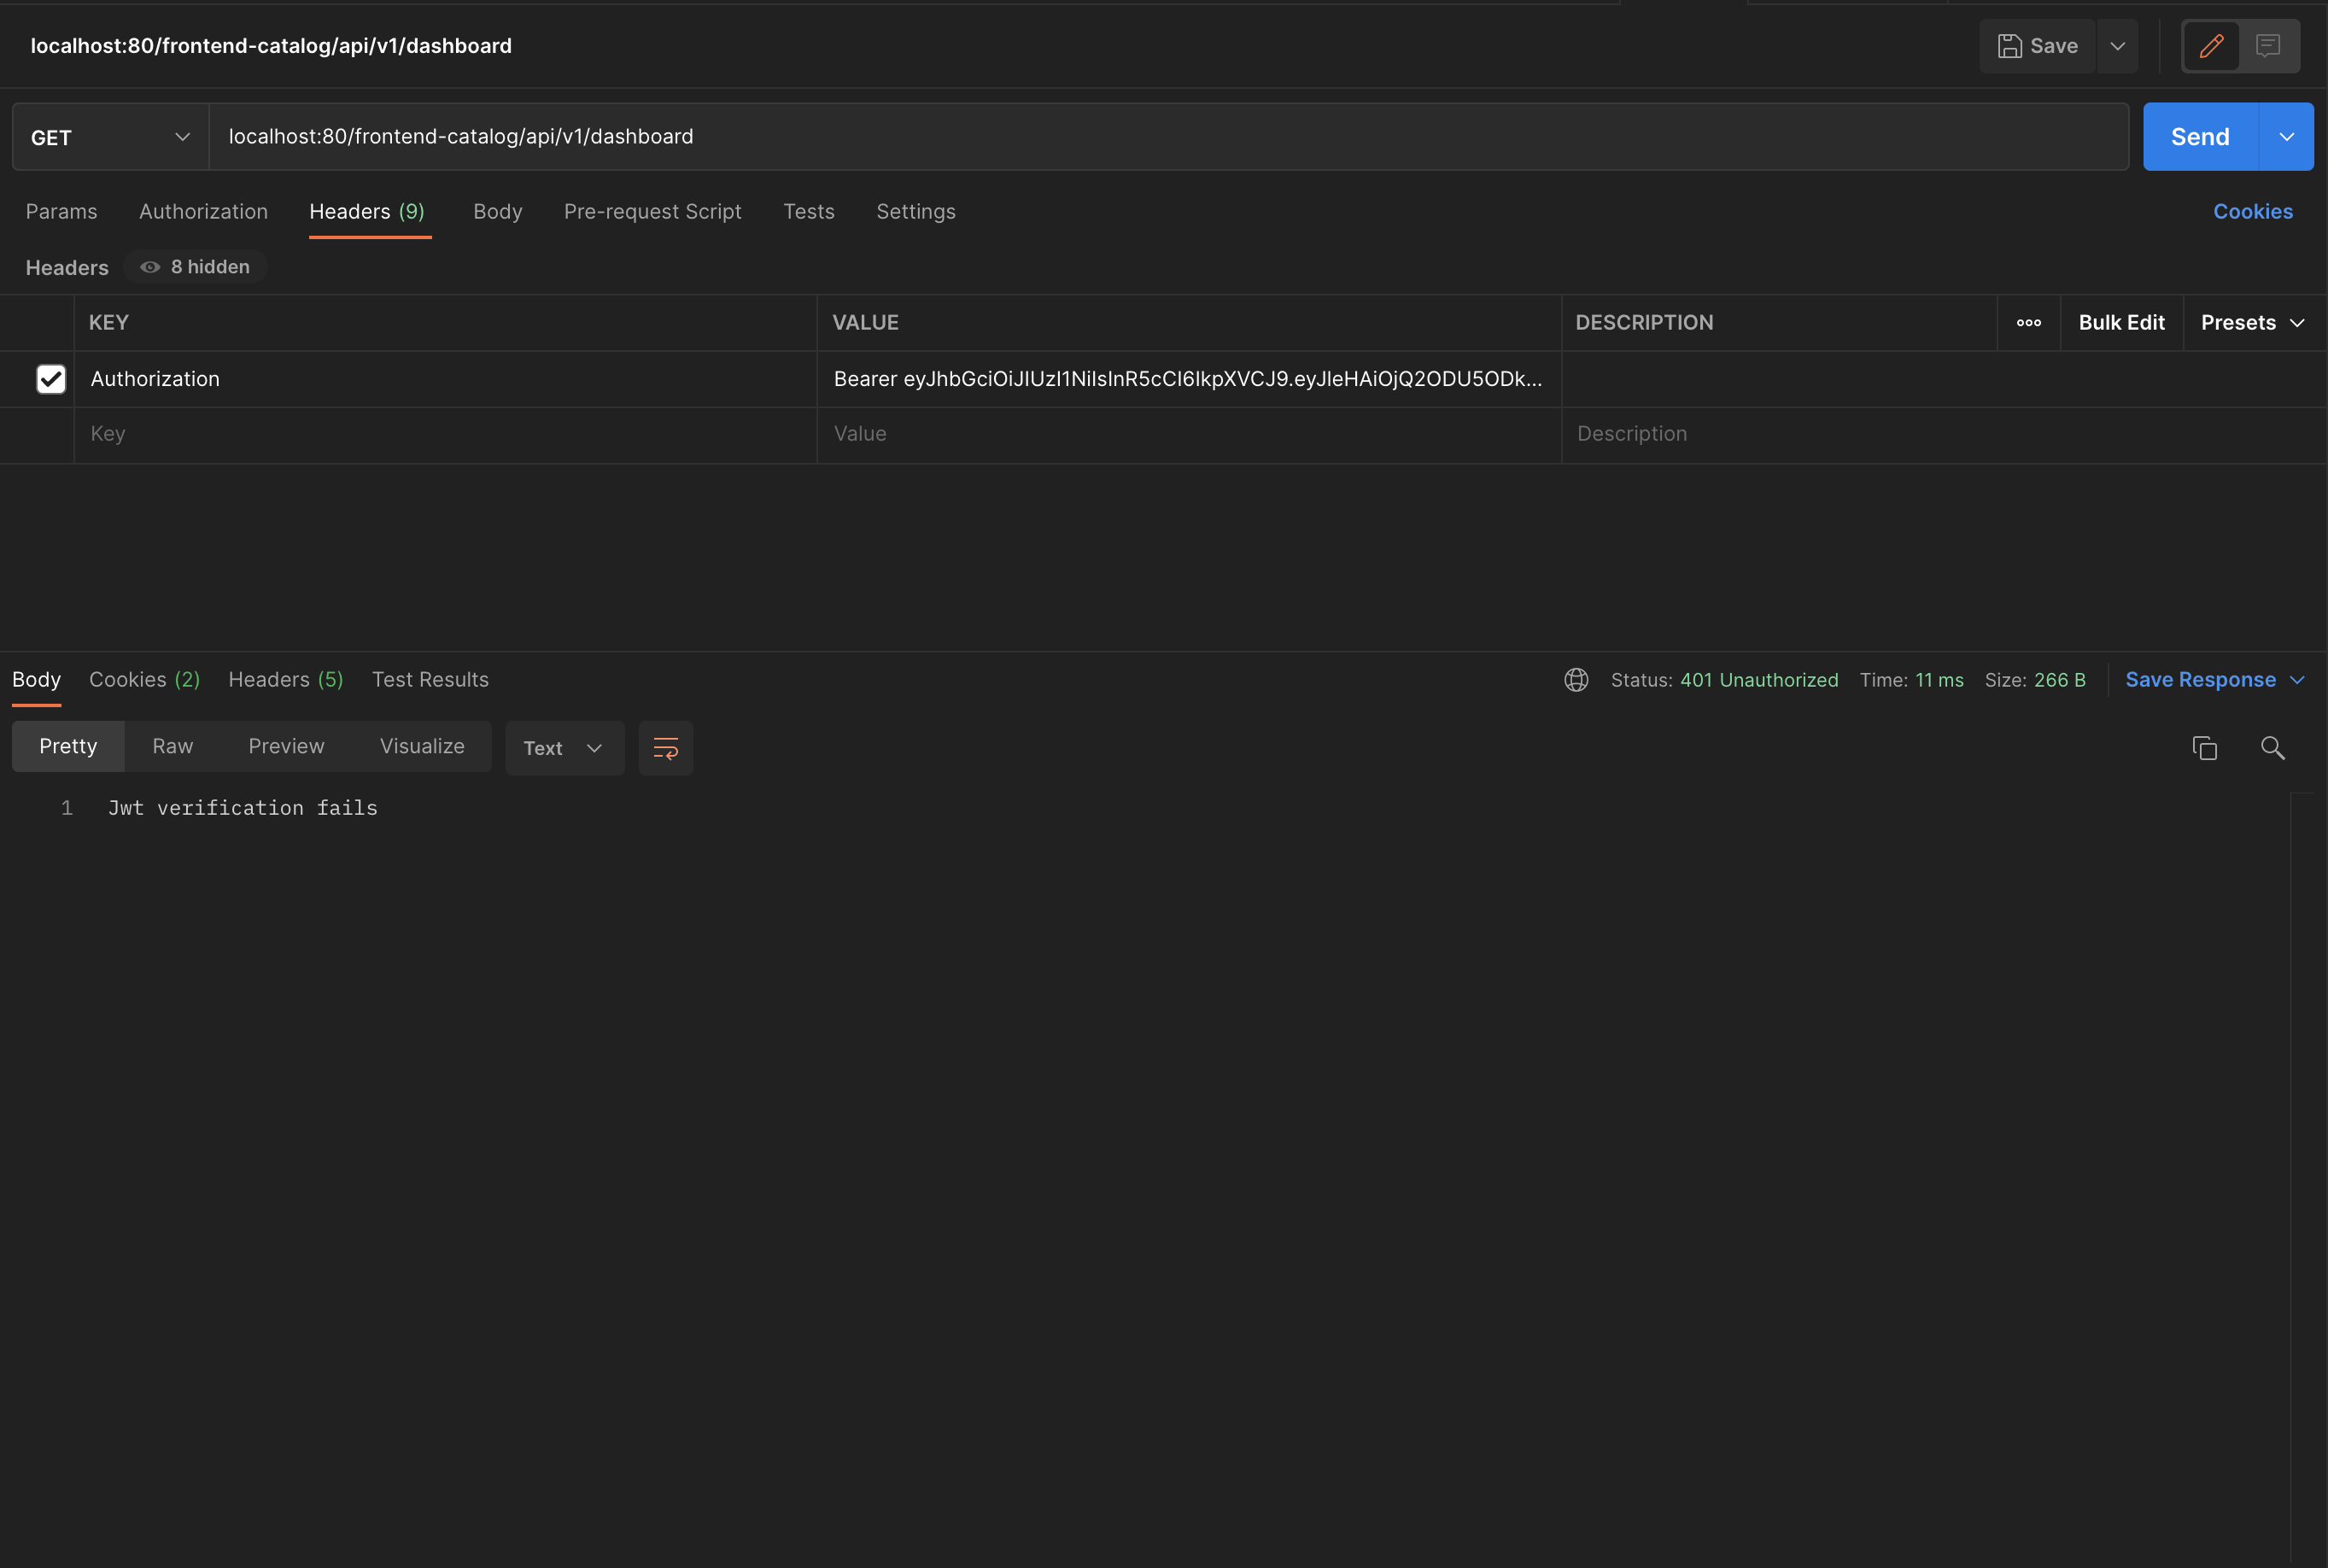 localhost:80/frontend-catalog/api/v1/dashboard
Save
GET
localhost:80/frontend-catalog/api/v1/dashboard
Send
Params Authorization Headers (9) Body Pre-request Script Tests Settings Cookies
Headers 8 hidden
KEY VALUE DESCRIPTION Bulk Edit Presets
Authorization Bearer eyJhbGciOiJIUzI1NiIsInR5cCI6IkpXVCJ9.eyJleHAiOjQ2ODU5ODk...
Key Value Description
Body Cookies (2) Headers (5) Test Results Status: 401 Unauthorized Time: 11 ms Size: 266 B Save Response
Pretty Raw Preview Visualize Text
1 Jwt verification fails